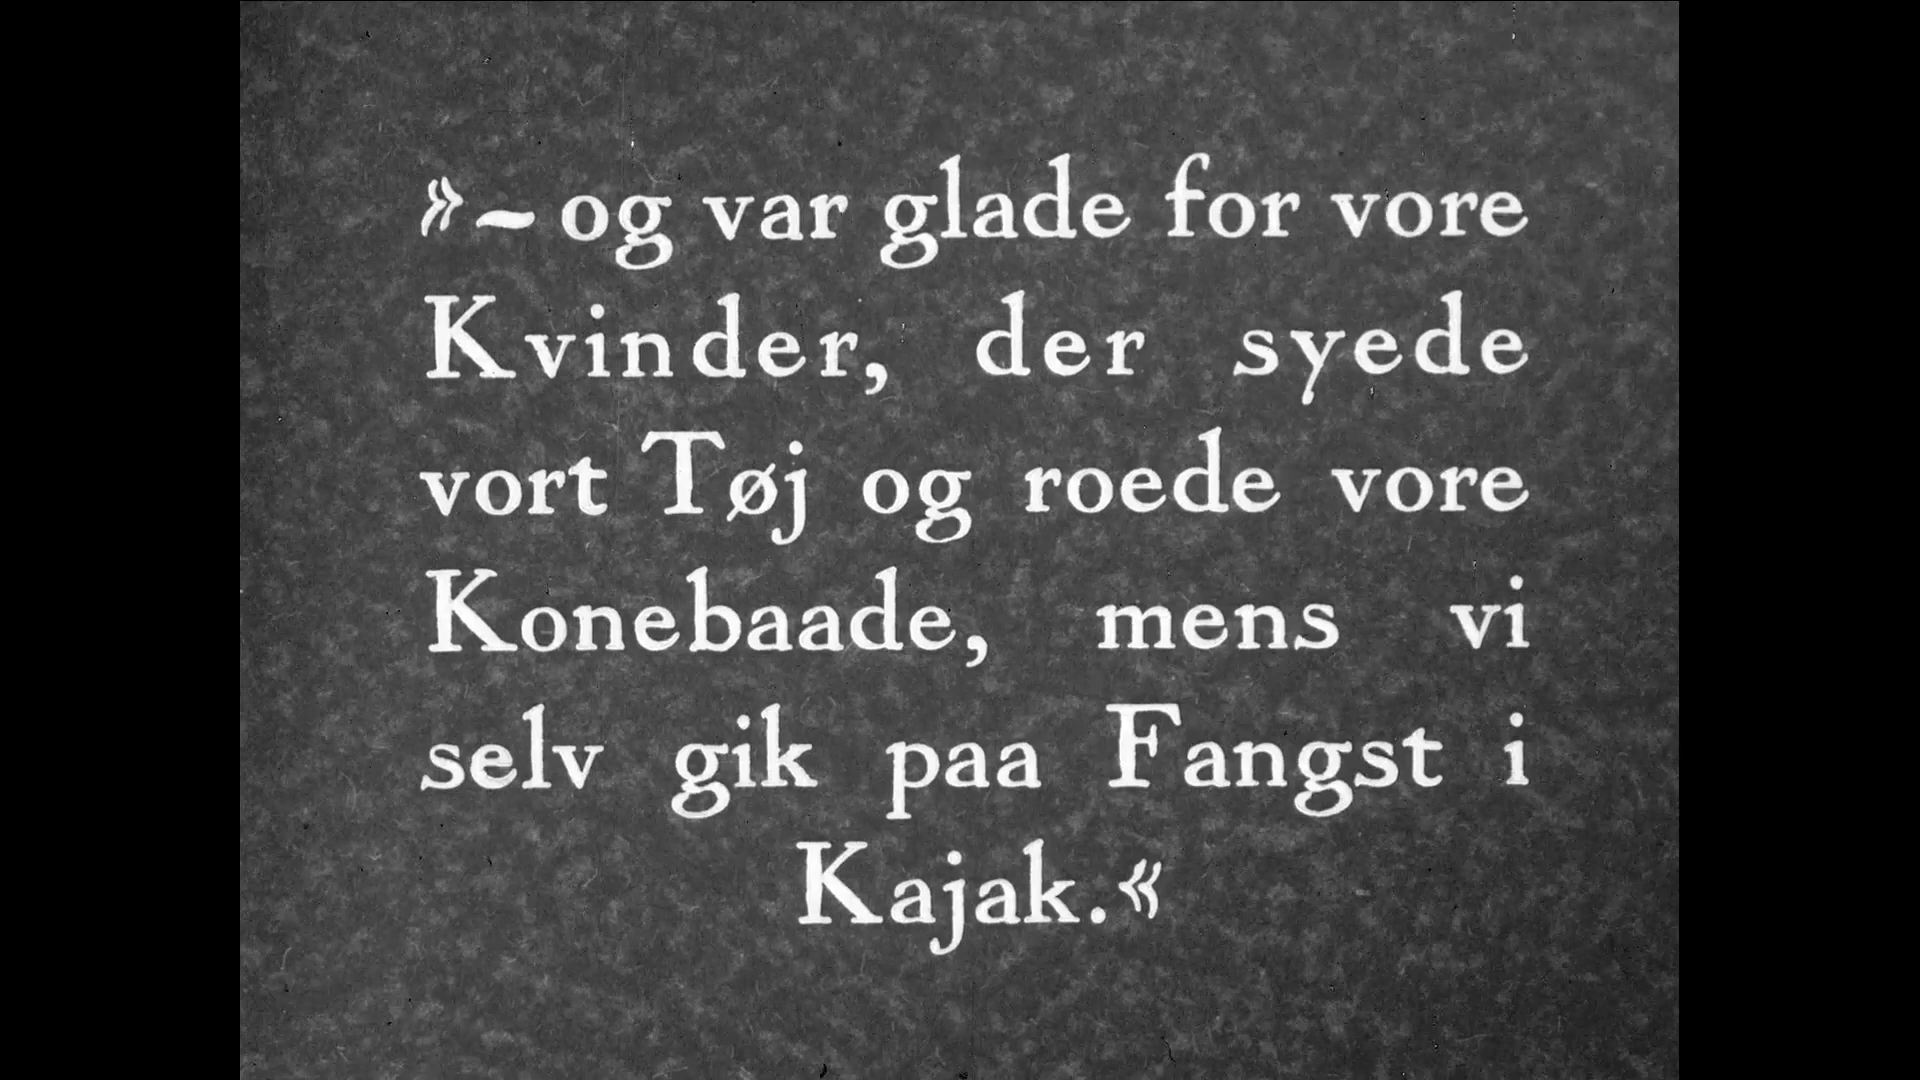 »– og var glade for vore
Kvinder, der syede
vort Tøj og roede vore
Konebaade, mens vi
selv gik paa Fangst i
Kajak.«